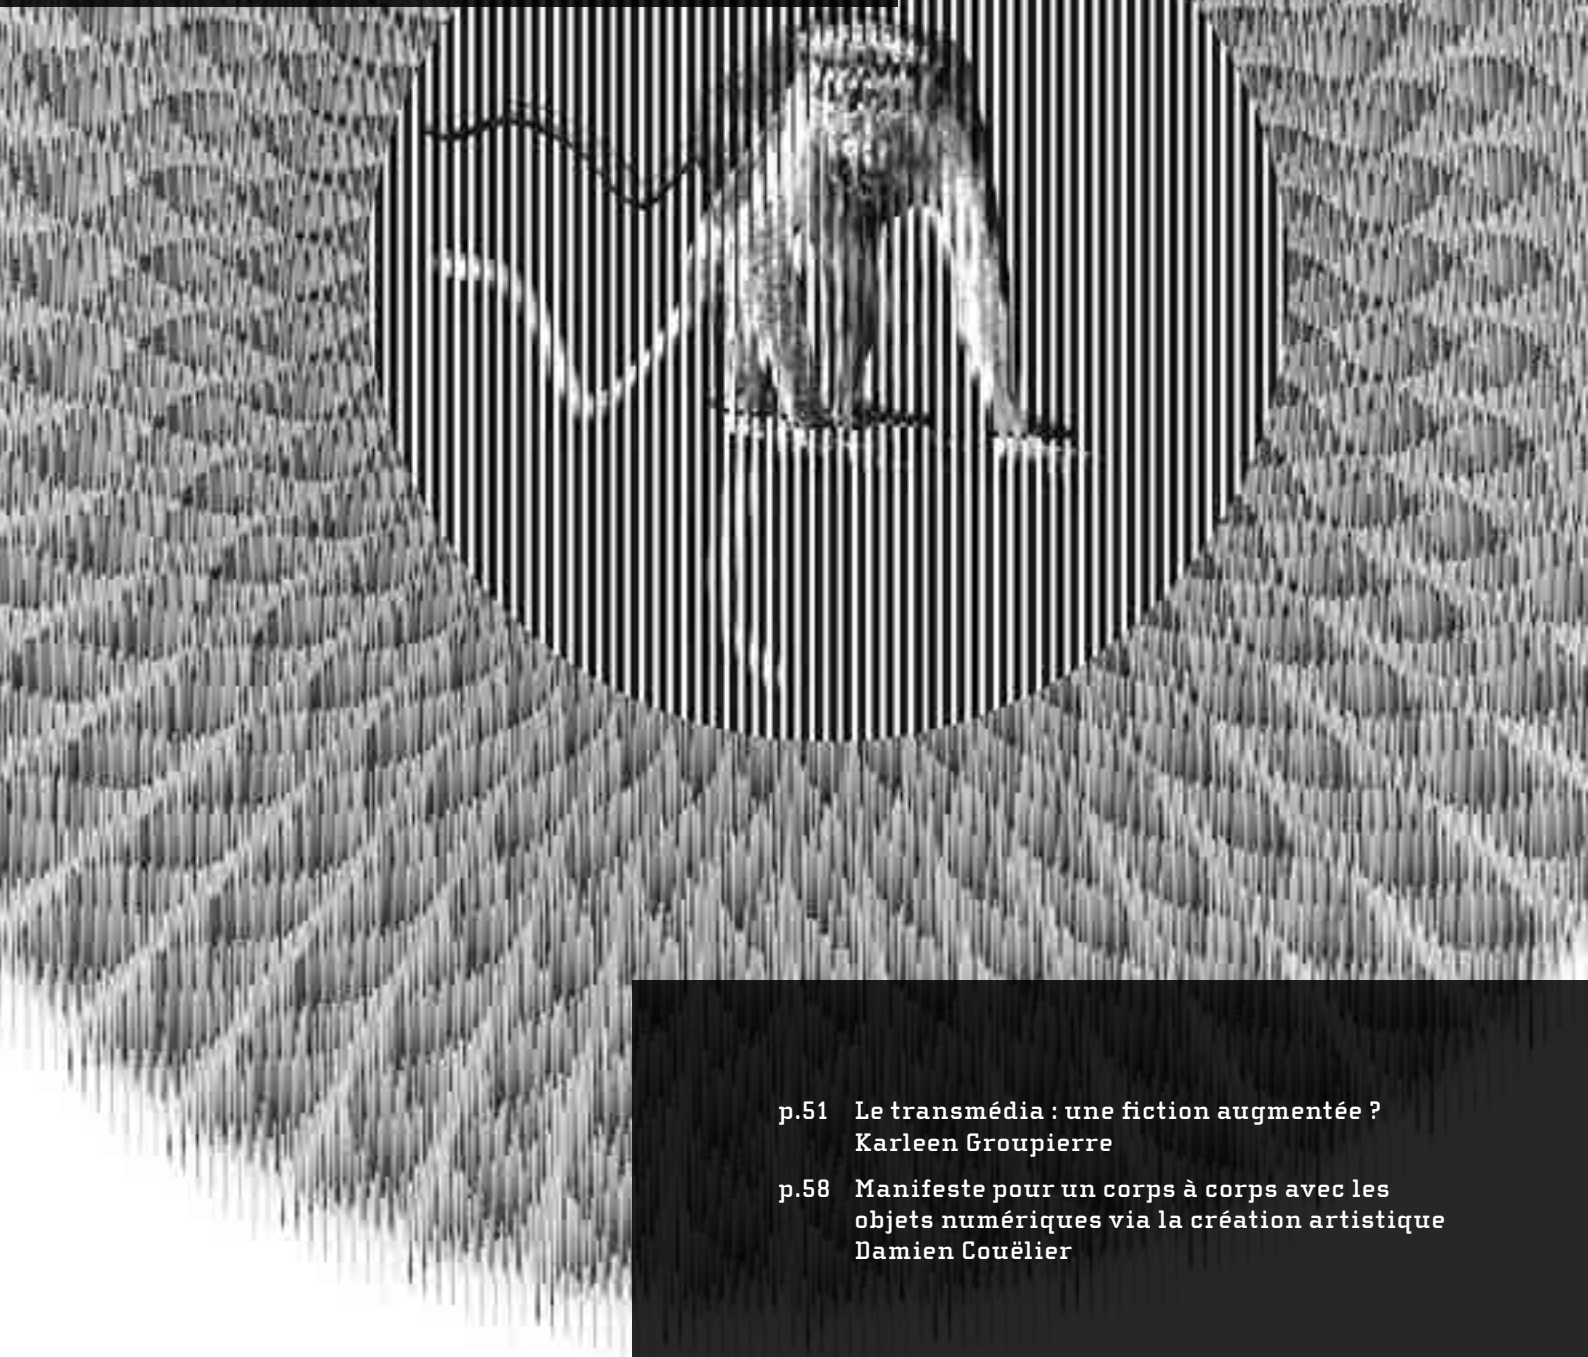 p.51 Le transmédia : une fiction augmentée ?
Karleen Groupierre
p.58 Manifeste pour un corps à corps avec les
objets numériques via la création artistique
Damien Couëlier